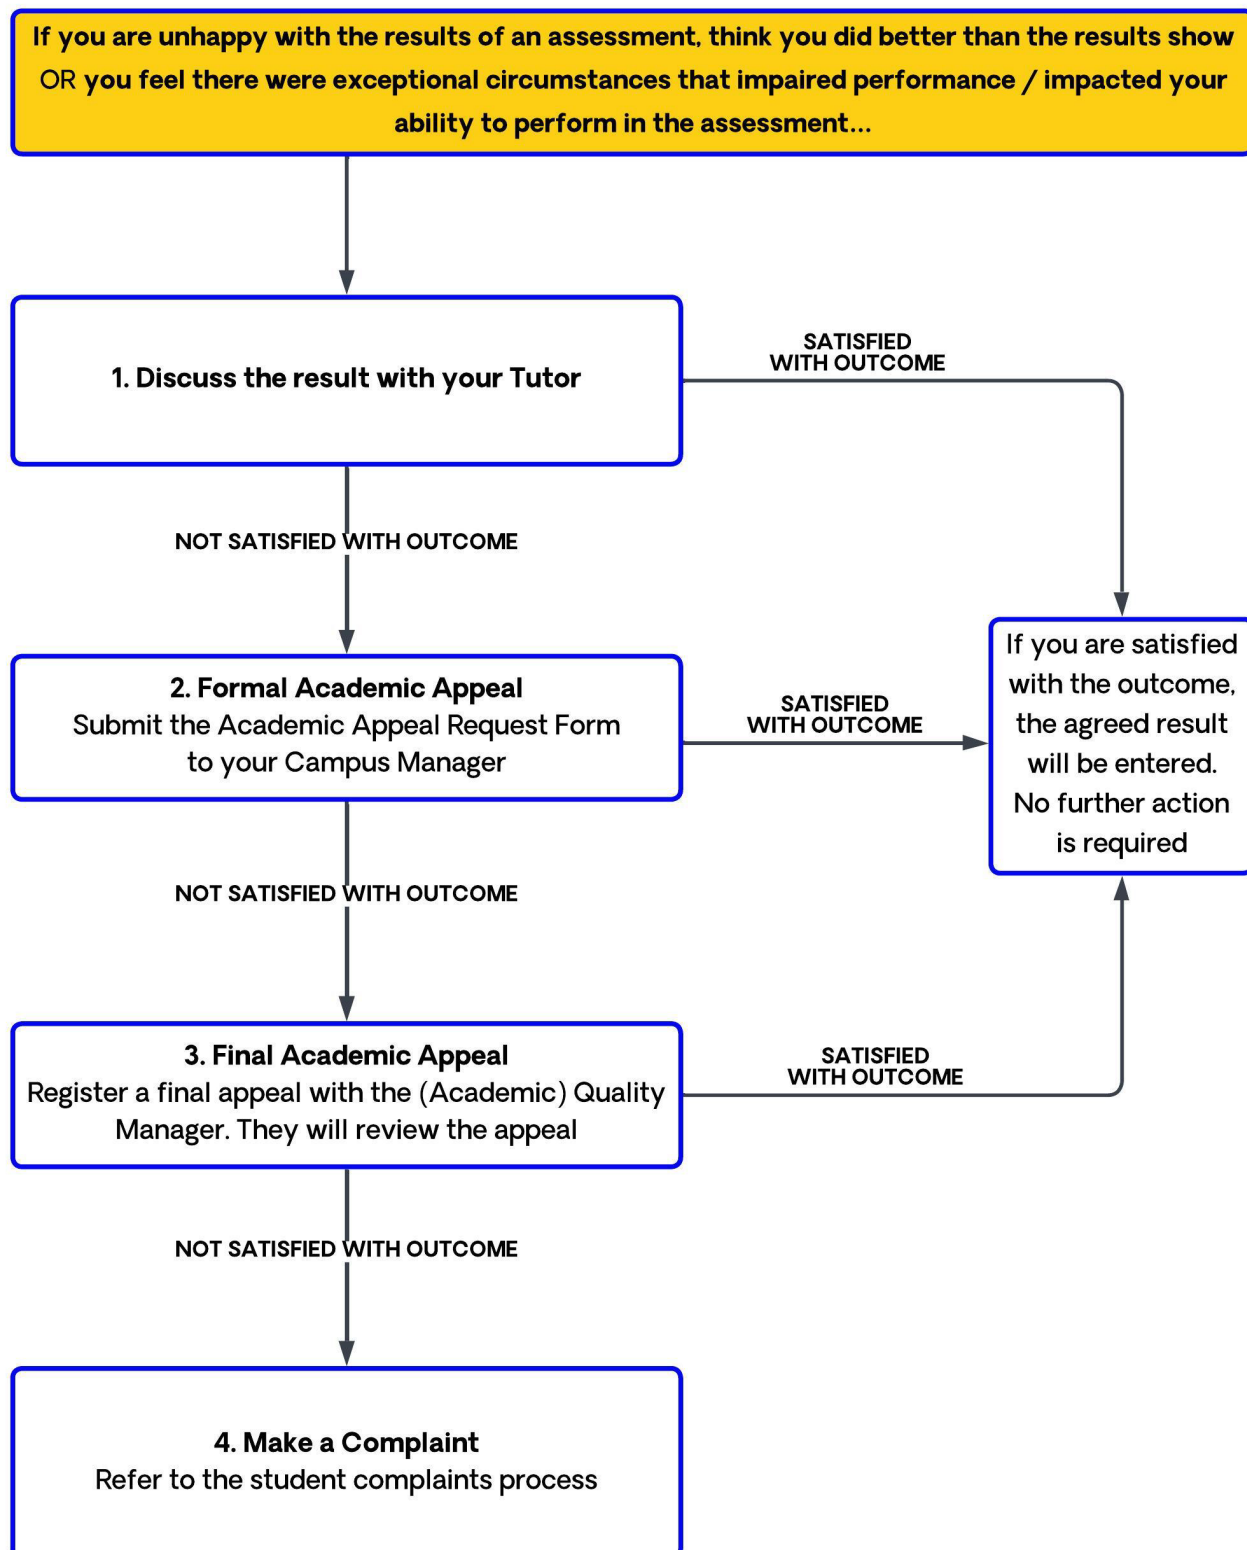 If you are unhappy with the results of an assessment, think you did better than the results show
OR you feel there were exceptional circumstances that impaired performance / impacted your
ability to perform in the assessment...
1. Discuss the result with your Tutor
SATISFIED
WITH OUTCOME
NOT SATISFIED WITH OUTCOME
2. Formal Academic Appeal
Submit the Academic Appeal Request Form
to your Campus Manager
SATISFIED
WITH OUTCOME
If you are satisfied
with the outcome,
the agreed result
will be entered.
No further action
is required
NOT SATISFIED WITH OUTCOME
3. Final Academic Appeal
Register a final appeal with the (Academic) Quality
Manager. They will review the appeal
SATISFIED
WITH OUTCOME
NOT SATISFIED WITH OUTCOME
4. Make a Complaint
Refer to the student complaints process